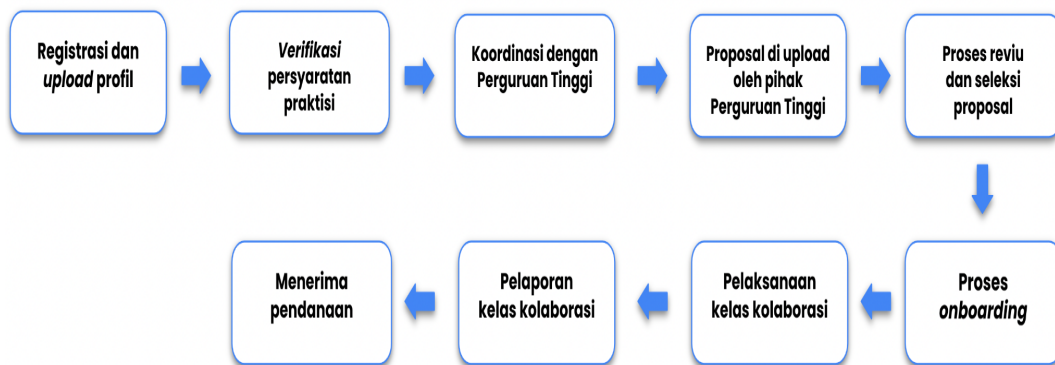 Registrasi dan
upload profil
Verifikasi
persyaratan
praktisi
Koordinasi dengan
Perguruan Tinggi
Proposal di upload
oleh pihak
Perguruan Tinggi
Proses reviu
dan seleksi
proposal
Proses
onboarding
Pelaksanaan
kelas kolaborasi
Pelaporan
kelas kolaborasi
Menerima
pendanaan